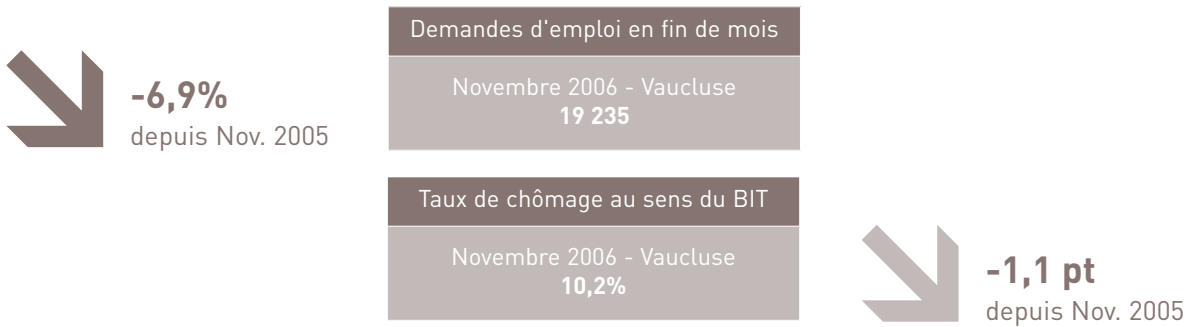 Demandes d'emploi en fin de mois
Novembre 2006 - Vaucluse
19 235
-6,9%
depuis Nov. 2005
Taux de chômage au sens du BIT
Novembre 2006 - Vaucluse
10,2%
-1,1 pt
depuis Nov. 2005